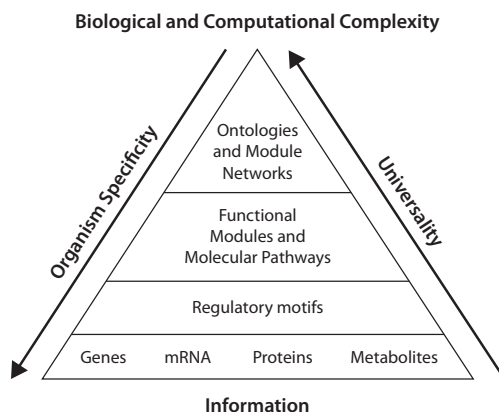 Biological and Computational Complexity
Organism Specificity
Universality
Ontologies
and Module
Networks
Functional
Modules and
Molecular Pathways
Regulatory motifs
Genes mRNA Proteins Metabolites
Information